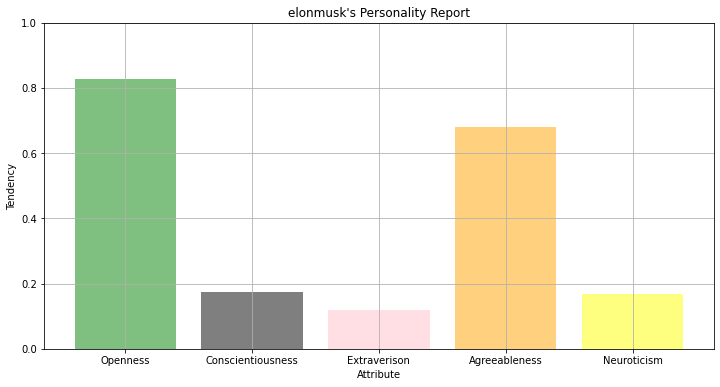 elonmusk's Personality Report
1.0
0.8
0.6
0.4
0.2
0.0
Tendency
Openness Conscientiousness Extraverison Agreeableness Neuroticism
Attribute